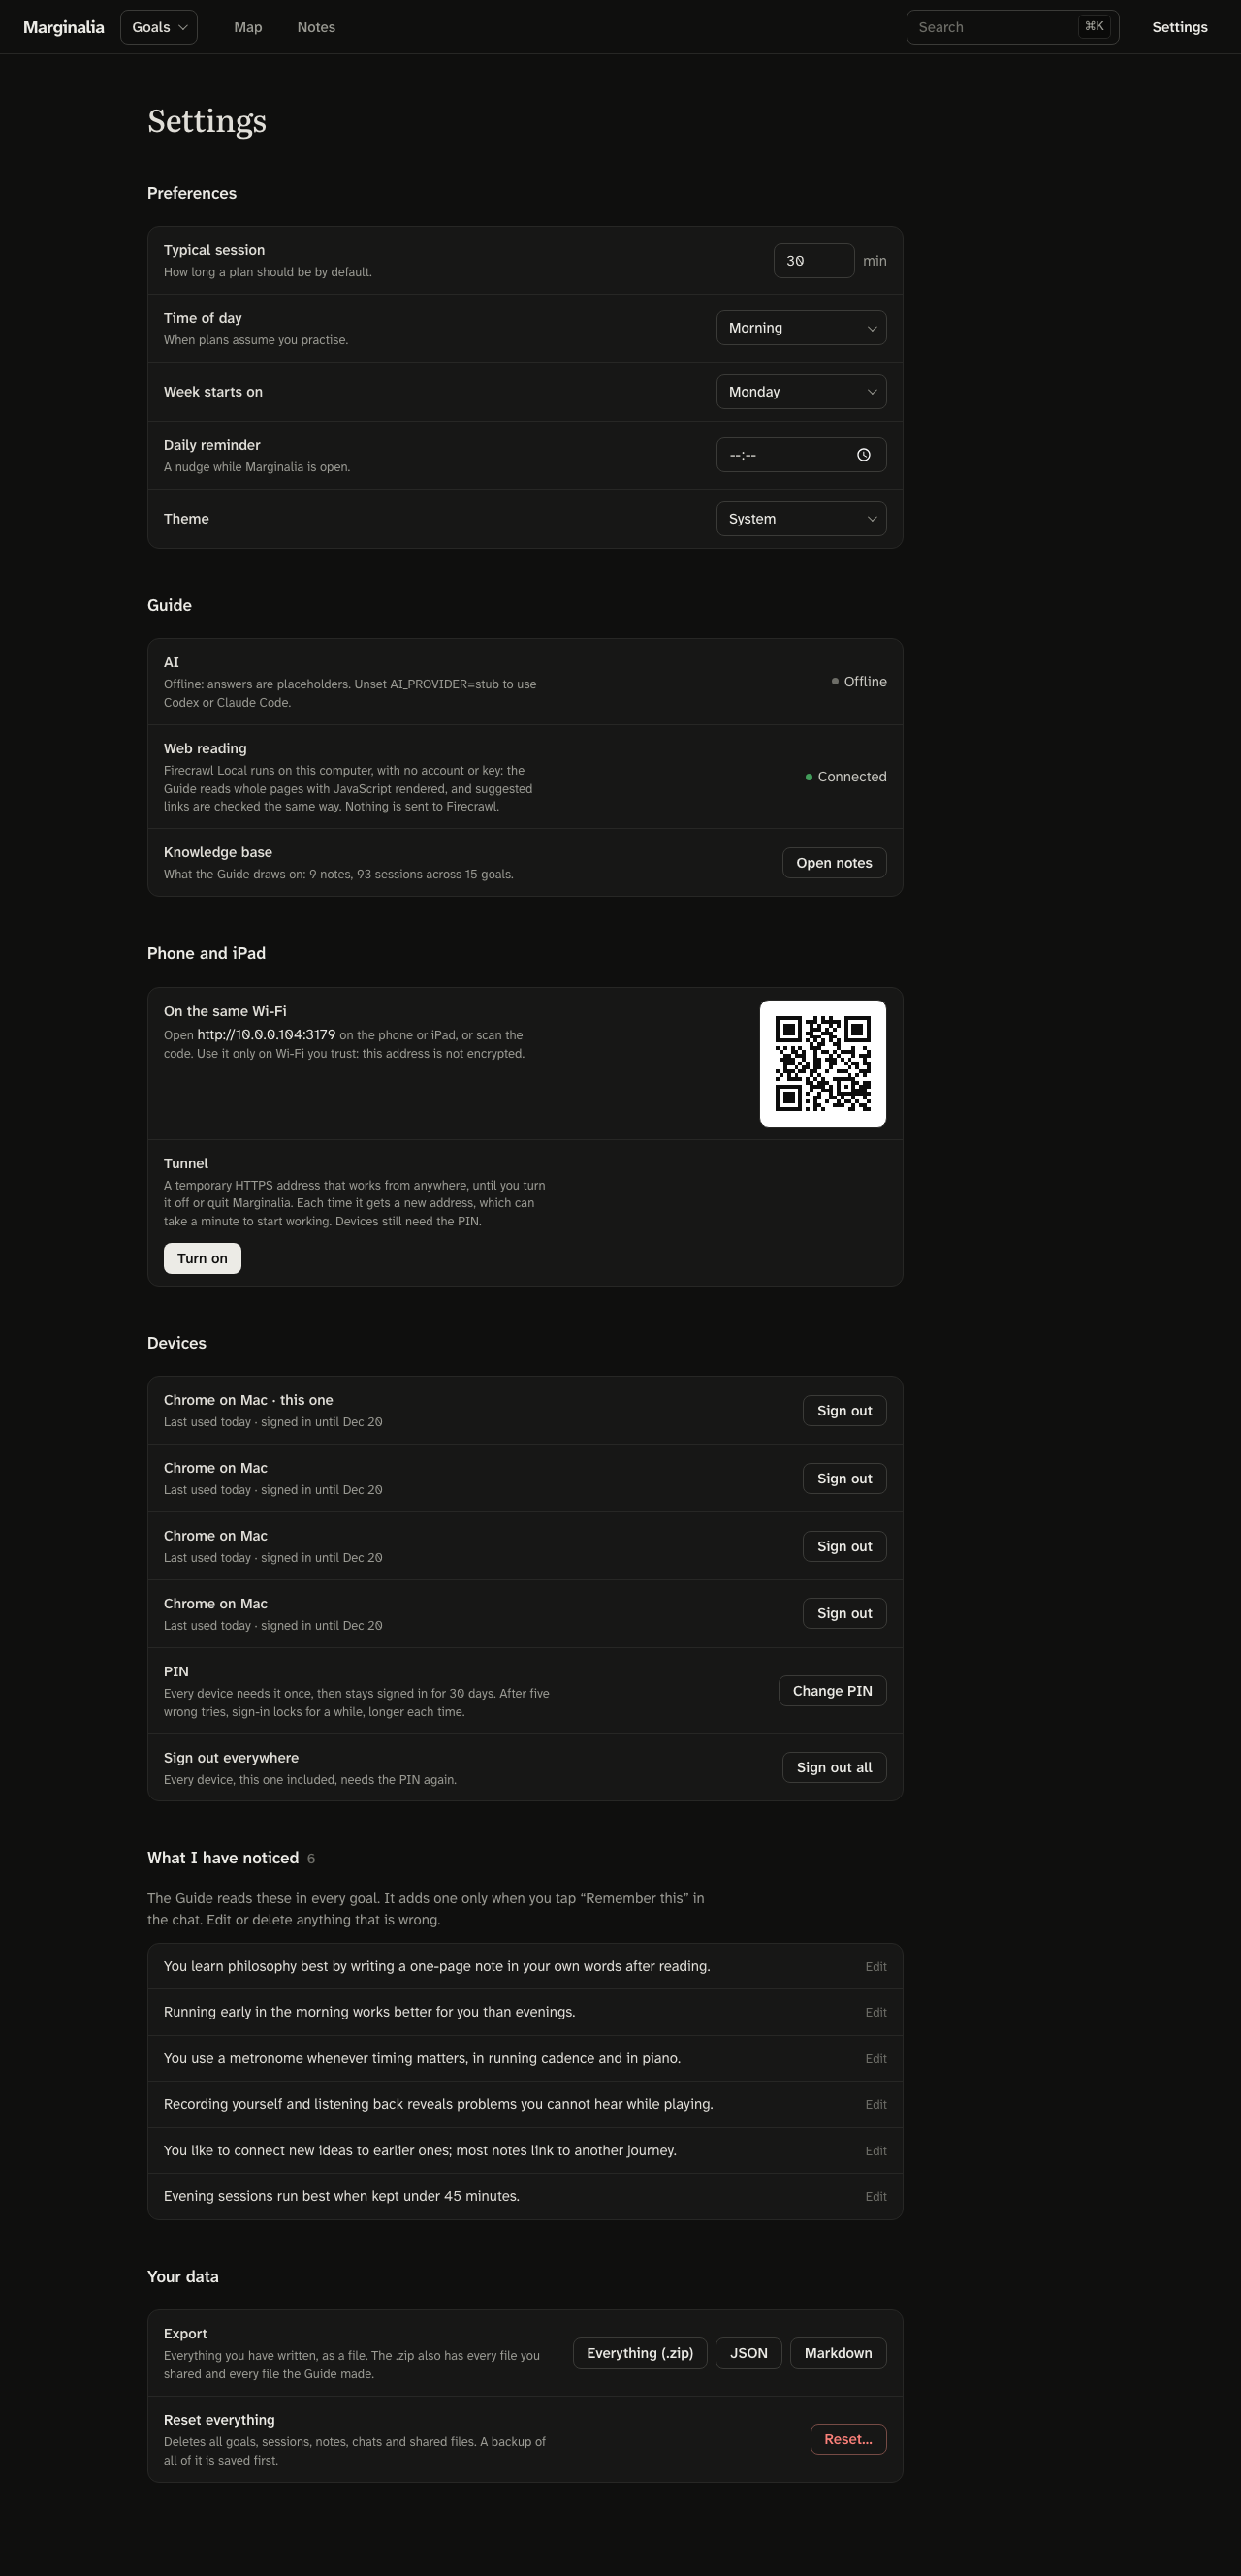 Marginalia
Goals
Map
Notes
Search
⌘K
Settings
Settings
Preferences
Typical session
How long a plan should be by default.
30
min
Time of day
When plans assume you practise.
Morning
Week starts on
Monday
Daily reminder
A nudge while Marginalia is open.
--:--
Theme
System
Guide
AI
Offline: answers are placeholders. Unset AI_PROVIDER=stub to use
Codex or Claude Code.
Offline
Web reading
Firecrawl Local runs on this computer, with no account or key: the
Guide reads whole pages with JavaScript rendered, and suggested
links are checked the same way. Nothing is sent to Firecrawl.
Connected
Knowledge base
What the Guide draws on: 9 notes, 93 sessions across 15 goals.
Open notes
Phone and iPad
On the same Wi-Fi
Open http://10.0.0.104:3179 on the phone or iPad, or scan the
code. Use it only on Wi-Fi you trust: this address is not encrypted.
Tunnel
A temporary HTTPS address that works from anywhere, until you turn
it off or quit Marginalia. Each time it gets a new address, which can
take a minute to start working. Devices still need the PIN.
Turn on
Devices
Chrome on Mac · this one
Last used today · signed in until Dec 20
Sign out
Chrome on Mac
Last used today · signed in until Dec 20
Sign out
Chrome on Mac
Last used today · signed in until Dec 20
Sign out
Chrome on Mac
Last used today · signed in until Dec 20
Sign out
PIN
Every device needs it once, then stays signed in for 30 days. After five
wrong tries, sign-in locks for a while, longer each time.
Change PIN
Sign out everywhere
Every device, this one included, needs the PIN again.
Sign out all
What I have noticed 6
The Guide reads these in every goal. It adds one only when you tap “Remember this” in
the chat. Edit or delete anything that is wrong.
You learn philosophy best by writing a one-page note in your own words after reading.
Edit
Running early in the morning works better for you than evenings.
Edit
You use a metronome whenever timing matters, in running cadence and in piano.
Edit
Recording yourself and listening back reveals problems you cannot hear while playing.
Edit
You like to connect new ideas to earlier ones; most notes link to another journey.
Edit
Evening sessions run best when kept under 45 minutes.
Edit
Your data
Export
Everything you have written, as a file. The .zip also has every file you
shared and every file the Guide made.
Everything (.zip)
JSON
Markdown
Reset everything
Deletes all goals, sessions, notes, chats and shared files. A backup of
all of it is saved first.
Reset...